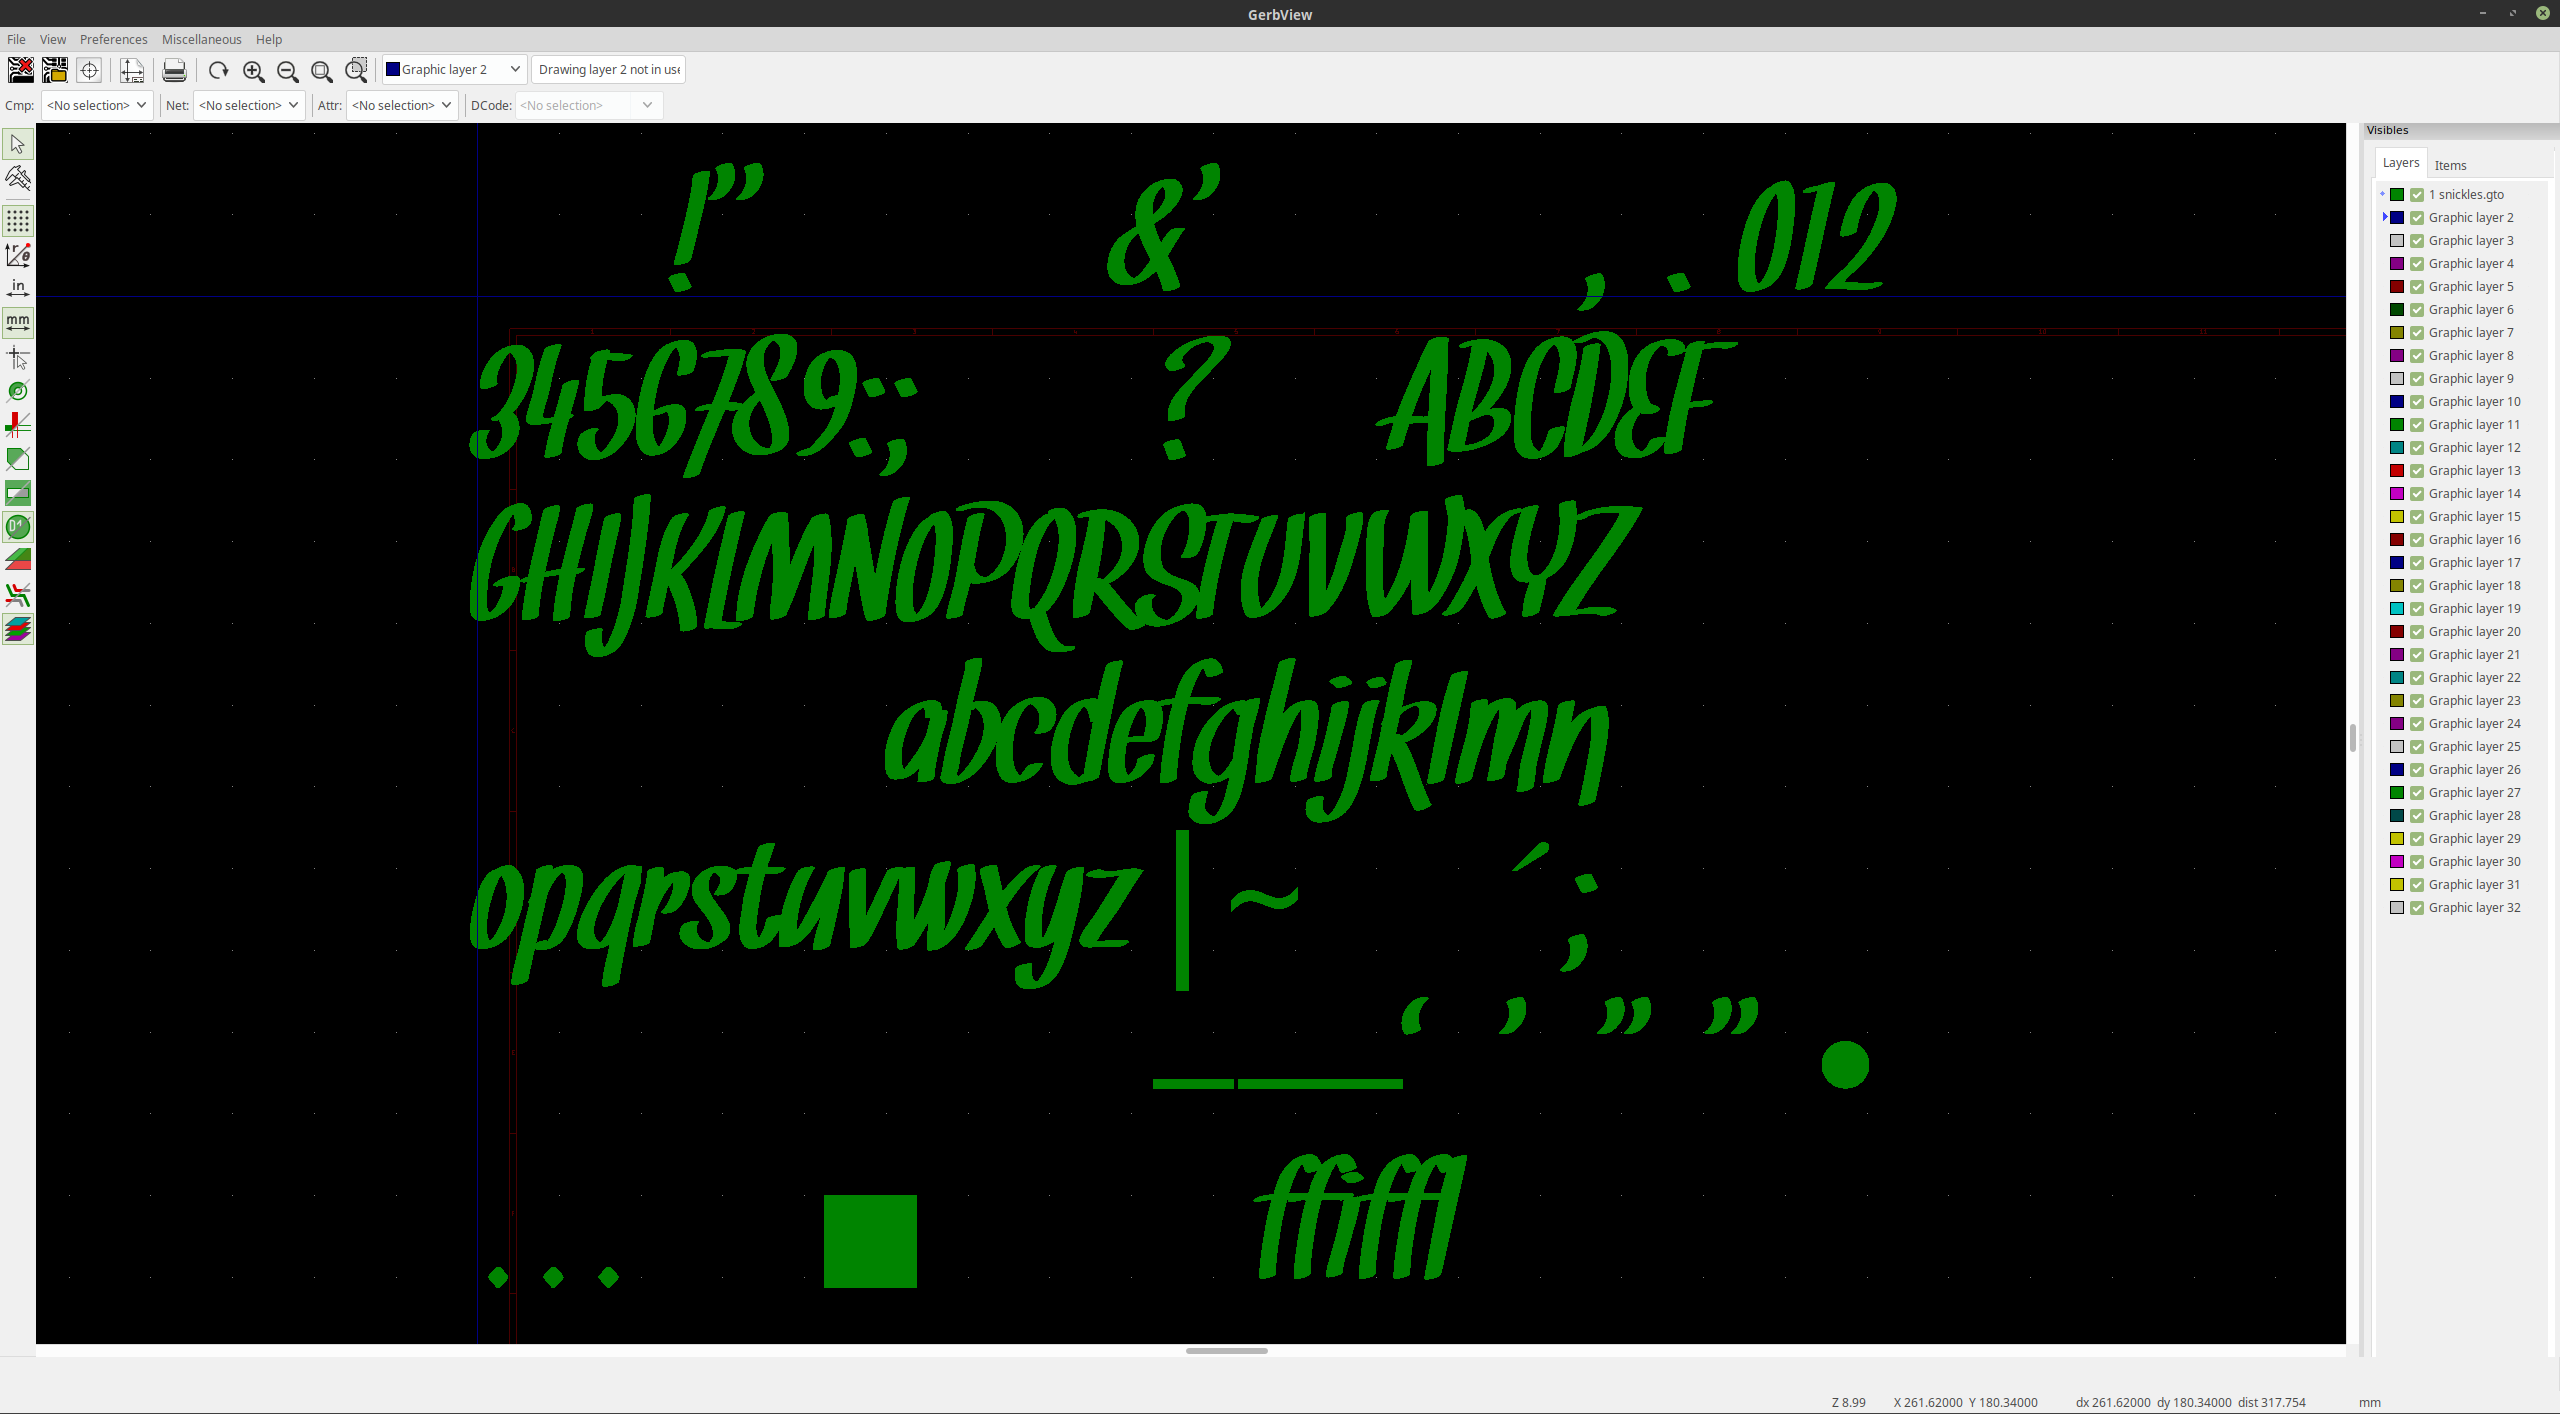 GerbView
File View Preferences Miscellaneous Help
Graphic layer 2 Drawing layer 2 not in use
Cmp: <No selection> Net: <No selection> Attr: <No selection> DCode: <No selection>
Visibles
Layers Items
in
mm
!" & ' , . 012
3456789:; ? ABCDEF
GHIJKLMNOPQRSTUVWXYZ
abcdefghijklmn
opqrstuvwxyz | ~ ´ ·
¸
‘ ’ ” ”
– — •
… ffiffl
1 snickles.gto
Graphic layer 2
Graphic layer 3
Graphic layer 4
Graphic layer 5
Graphic layer 6
Graphic layer 7
Graphic layer 8
Graphic layer 9
Graphic layer 10
Graphic layer 11
Graphic layer 12
Graphic layer 13
Graphic layer 14
Graphic layer 15
Graphic layer 16
Graphic layer 17
Graphic layer 18
Graphic layer 19
Graphic layer 20
Graphic layer 21
Graphic layer 22
Graphic layer 23
Graphic layer 24
Graphic layer 25
Graphic layer 26
Graphic layer 27
Graphic layer 28
Graphic layer 29
Graphic layer 30
Graphic layer 31
Graphic layer 32
Z 8.99 X 261.62000 Y 180.34000 dx 261.62000 dy 180.34000 dist 317.754 mm